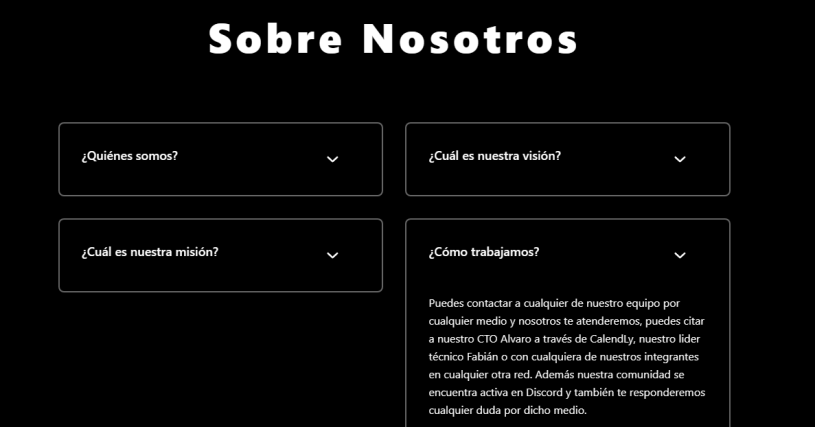 Sobre Nosotros
¿Quiénes somos?
¿Cuál es nuestra visión?
¿Cuál es nuestra misión?
¿Cómo trabajamos?
Puedes contactar a cualquier de nuestro equipo por
cualquier medio y nosotros te atenderemos, puedes citar
a nuestro CTO Alvaro a través de CalendLy, nuestro lider
técnico Fabián o con cualquiera de nuestros integrantes
en cualquier otra red. Además nuestra comunidad se
encuentra activa en Discord y también te responderemos
cualquier duda por dicho medio.